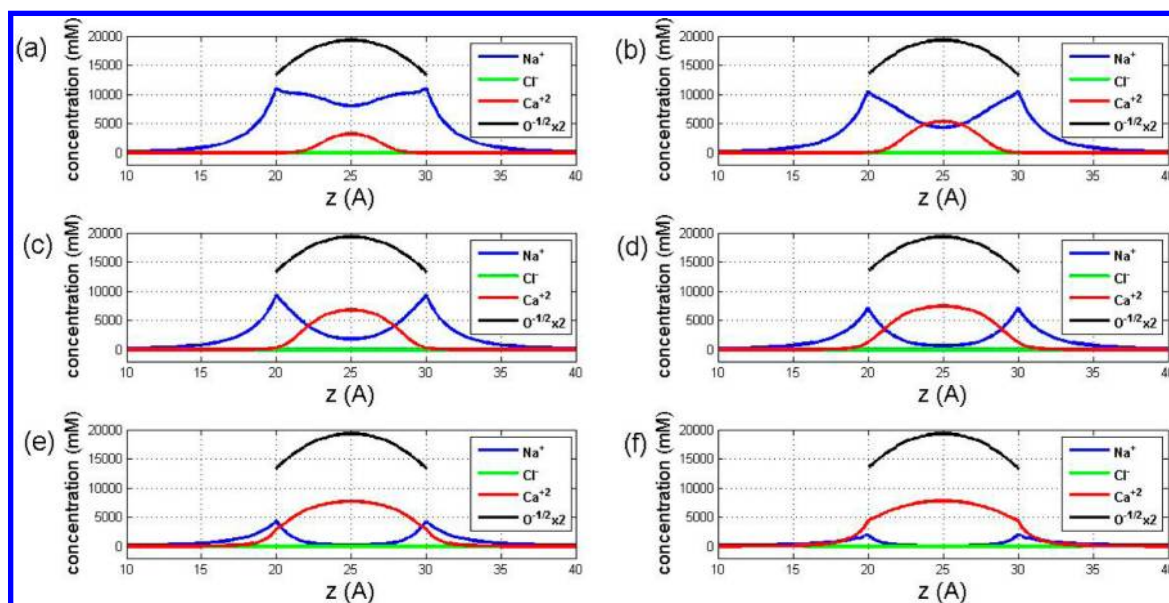 (a)
concentration (mM)
20000
15000
10000
5000
0
10 15 20 25 30 35 40
z (A)
Na⁺
Cl⁻
Ca⁺²
O⁻¹/²x2
(b)
concentration (mM)
20000
15000
10000
5000
0
10 15 20 25 30 35 40
z (A)
Na⁺
Cl⁻
Ca⁺²
O⁻¹/²x2
(c)
concentration (mM)
20000
15000
10000
5000
0
10 15 20 25 30 35 40
z (A)
Na⁺
Cl⁻
Ca⁺²
O⁻¹/²x2
(d)
concentration (mM)
20000
15000
10000
5000
0
10 15 20 25 30 35 40
z (A)
Na⁺
Cl⁻
Ca⁺²
O⁻¹/²x2
(e)
concentration (mM)
20000
15000
10000
5000
0
10 15 20 25 30 35 40
z (A)
Na⁺
Cl⁻
Ca⁺²
O⁻¹/²x2
(f)
concentration (mM)
20000
15000
10000
5000
0
10 15 20 25 30 35 40
z (A)
Na⁺
Cl⁻
Ca⁺²
O⁻¹/²x2